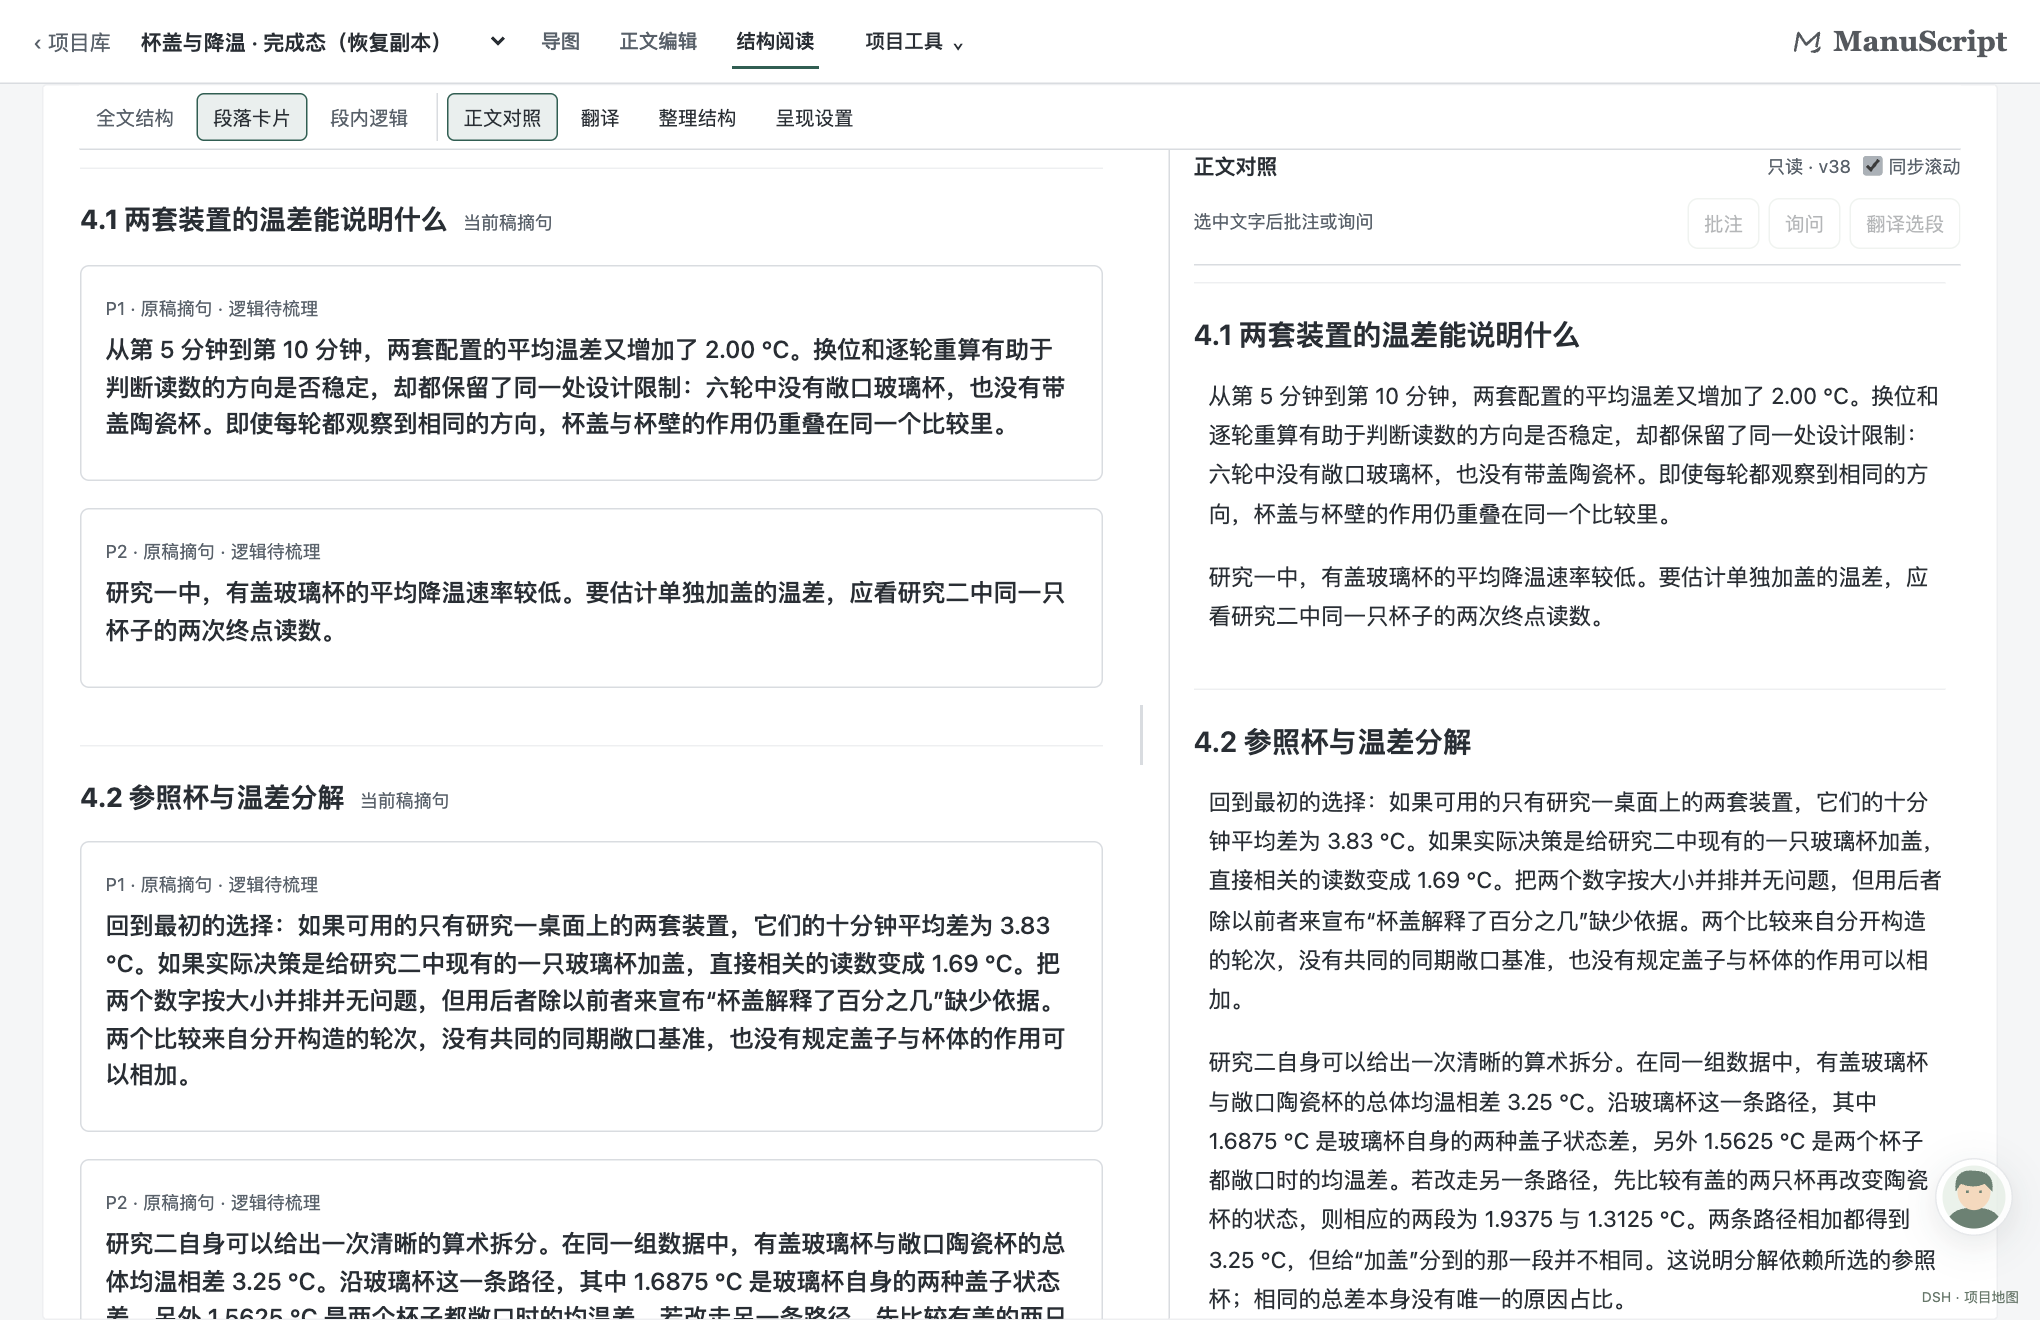 ‹ 项目库
杯盖与降温 · 完成态（恢复副本）
导图
正文编辑
结构阅读
项目工具
ManuScript
全文结构
段落卡片
段内逻辑
正文对照
翻译
整理结构
呈现设置
4.1 两套装置的温差能说明什么 当前稿摘句
P1 · 原稿摘句 · 逻辑待梳理
从第 5 分钟到第 10 分钟，两套配置的平均温差又增加了 2.00 °C。换位和逐轮重算有助于
判断读数的方向是否稳定，却都保留了同一处设计限制：六轮中没有敞口玻璃杯，也没有带
盖陶瓷杯。即使每轮都观察到相同的方向，杯盖与杯壁的作用仍重叠在同一个比较里。
P2 · 原稿摘句 · 逻辑待梳理
研究一中，有盖玻璃杯的平均降温速率较低。要估计单独加盖的温差，应看研究二中同一只
杯子的两次终点读数。
4.2 参照杯与温差分解 当前稿摘句
P1 · 原稿摘句 · 逻辑待梳理
回到最初的选择：如果可用的只有研究一桌面上的两套装置，它们的十分钟平均差为 3.83
°C。如果实际决策是给研究二中现有的一只玻璃杯加盖，直接相关的读数变成 1.69 °C。把
两个数字按大小并排并无问题，但用后者除以前者来宣布“杯盖解释了百分之几”缺少依据。
两个比较来自分开构造的轮次，没有共同的同期敞口基准，也没有规定盖子与杯体的作用可
以相加。
P2 · 原稿摘句 · 逻辑待梳理
研究二自身可以给出一次清晰的算术拆分。在同一组数据中，有盖玻璃杯与敞口陶瓷杯的总
体均温相差 3.25 °C。沿玻璃杯这一条路径，其中 1.6875 °C 是玻璃杯自身的两种盖子状态
差，另外 1.5625 °C 是两个杯子都敞口时的均温差。若改走另一条路径，先比较有盖的两只
正文对照
只读 · v38 同步滚动
选中文字后批注或询问
批注
询问
翻译选段
4.1 两套装置的温差能说明什么
从第 5 分钟到第 10 分钟，两套配置的平均温差又增加了 2.00 °C。换位和
逐轮重算有助于判断读数的方向是否稳定，却都保留了同一处设计限制：
六轮中没有敞口玻璃杯，也没有带盖陶瓷杯。即使每轮都观察到相同的方
向，杯盖与杯壁的作用仍重叠在同一个比较里。
研究一中，有盖玻璃杯的平均降温速率较低。要估计单独加盖的温差，应
看研究二中同一只杯子的两次终点读数。
4.2 参照杯与温差分解
回到最初的选择：如果可用的只有研究一桌面上的两套装置，它们的十分
钟平均差为 3.83 °C。如果实际决策是给研究二中现有的一只玻璃杯加盖，
直接相关的读数变成 1.69 °C。把两个数字按大小并排并无问题，但用后者
除以前者来宣布“杯盖解释了百分之几”缺少依据。两个比较来自分开构造
的轮次，没有共同的同期敞口基准，也没有规定盖子与杯体的作用可以相
加。
研究二自身可以给出一次清晰的算术拆分。在同一组数据中，有盖玻璃杯
与敞口陶瓷杯的总体均温相差 3.25 °C。沿玻璃杯这一条路径，其中
1.6875 °C 是玻璃杯自身的两种盖子状态差，另外 1.5625 °C 是两个杯子
都敞口时的均温差。若改走另一条路径，先比较有盖的两只杯再改变陶瓷
杯的状态，则相应的两段为 1.9375 与 1.3125 °C。两条路径相加都得到
3.25 °C，但给“加盖”分到的那一段并不相同。这说明分解依赖所选的参照
杯；相同的总差本身没有唯一的原因占比。
DSH · 项目地图